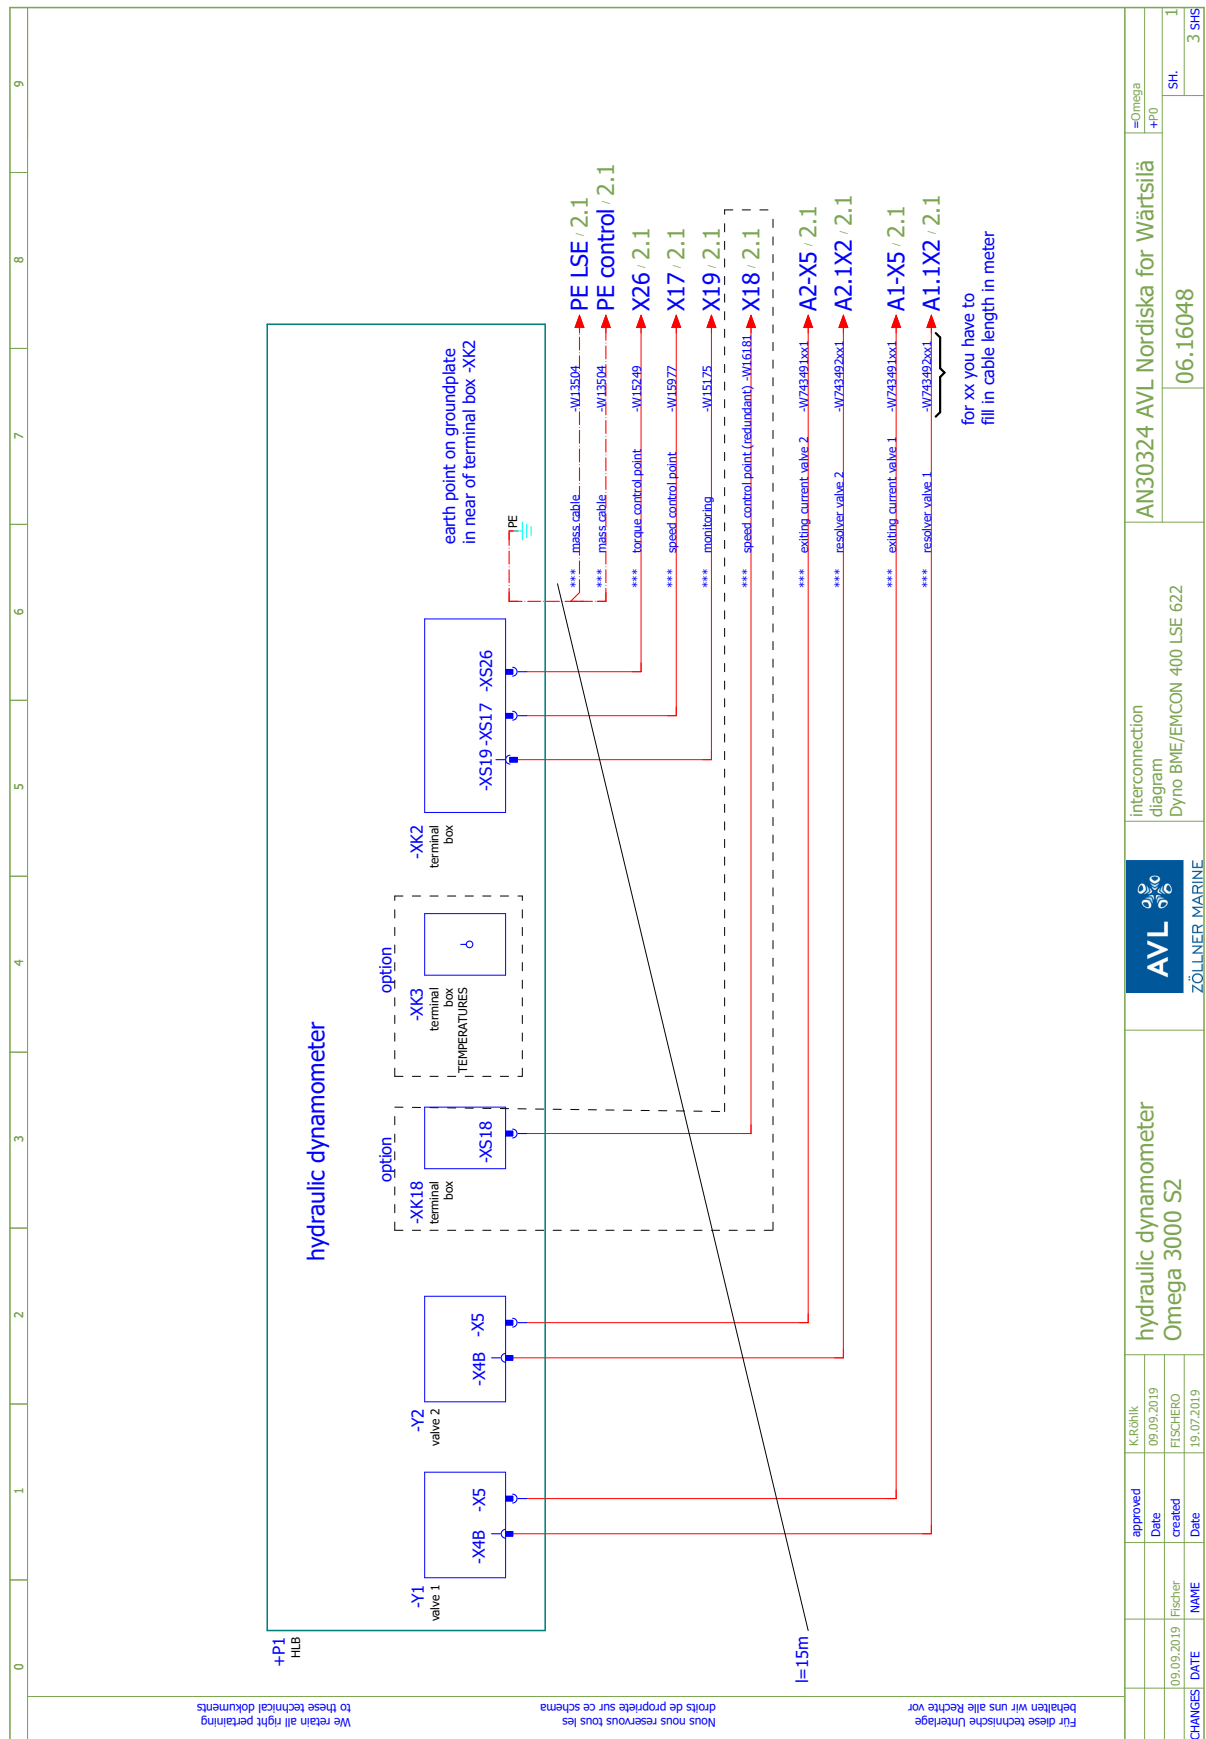 0
1
2
3
4
5
6
7
8
9
+P1
HLB
hydraulic dynamometer
-Y1
valve 1
-X4B
-X5
-Y2
valve 2
-X4B
-X5
option
-XK18
terminal
box
-XS18
option
-XK3
terminal
box
TEMPERATURES
-XK2
terminal
box
-XS19
-XS17
-XS26
earth point on groundplate
in near of terminal box -XK2
PE
l=15m
*** mass cable -W13504 PE LSE / 2.1
*** mass cable -W13504 PE control / 2.1
*** torque control point -W15249 X26 / 2.1
*** speed control point -W15977 X17 / 2.1
*** monitoring -W15175 X19 / 2.1
*** speed control point (redundant) -W16181 X18 / 2.1
*** exiting current valve 2 -W743491xx1 A2-X5 / 2.1
*** resolver valve 2 -W743492xx1 A2.1X2 / 2.1
*** exiting current valve 1 -W743491xx1 A1-X5 / 2.1
*** resolver valve 1 -W743492xx1 A1.1X2 / 2.1
for xx you have to
fill in cable length in meter
We retain all right pertaining
to these technical dokuments
Nous nous reservous tous les
droits de propriete sur ce schema
Für diese technische Unterlage
behalten wir uns alle Rechte vor
09.09.2019 Fischer
CHANGES DATE NAME
approved K.Röhlk
Date 09.09.2019
created FISCHERO
Date 19.07.2019
hydraulic dynamometer
Omega 3000 S2
AVL
ZÖLLNER MARINE
interconnection
diagram
Dyno BME/EMCON 400 LSE 622
AN30324 AVL Nordiska for Wärtsilä
06.16048
=Omega
+P0
SH. 1
3 SHS